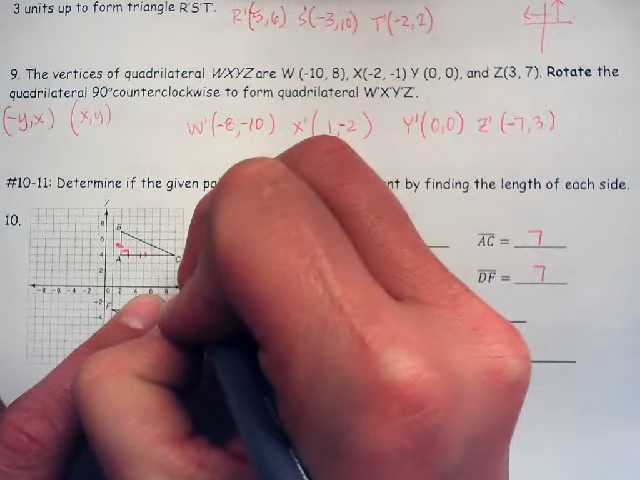 3 units up to form triangle R'S'T'. R'(-5,6) S'(-3,10) T'(-2,2)
9. The vertices of quadrilateral WXYZ are W (-10, 8), X(-2, -1) Y (0, 0), and Z(3, 7). Rotate the
quadrilateral 90° counterclockwise to form quadrilateral W'X'Y'Z'.
(-y,x) (x,y) W'(-8,-10) X'(1,-2) Y'(0,0) Z'(-7,3)
#10-11: Determine if the given by finding the length of each side.
10.
AC = 7
DF = 7